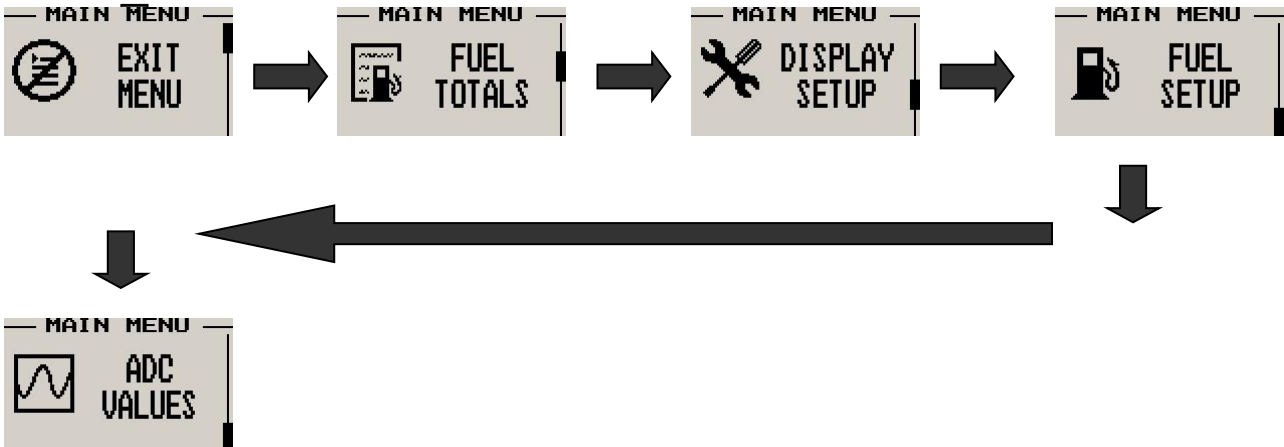 MAIN MENU
EXIT
MENU
MAIN MENU
FUEL
TOTALS
MAIN MENU
DISPLAY
SETUP
MAIN MENU
FUEL
SETUP
MAIN MENU
ADC
VALUES